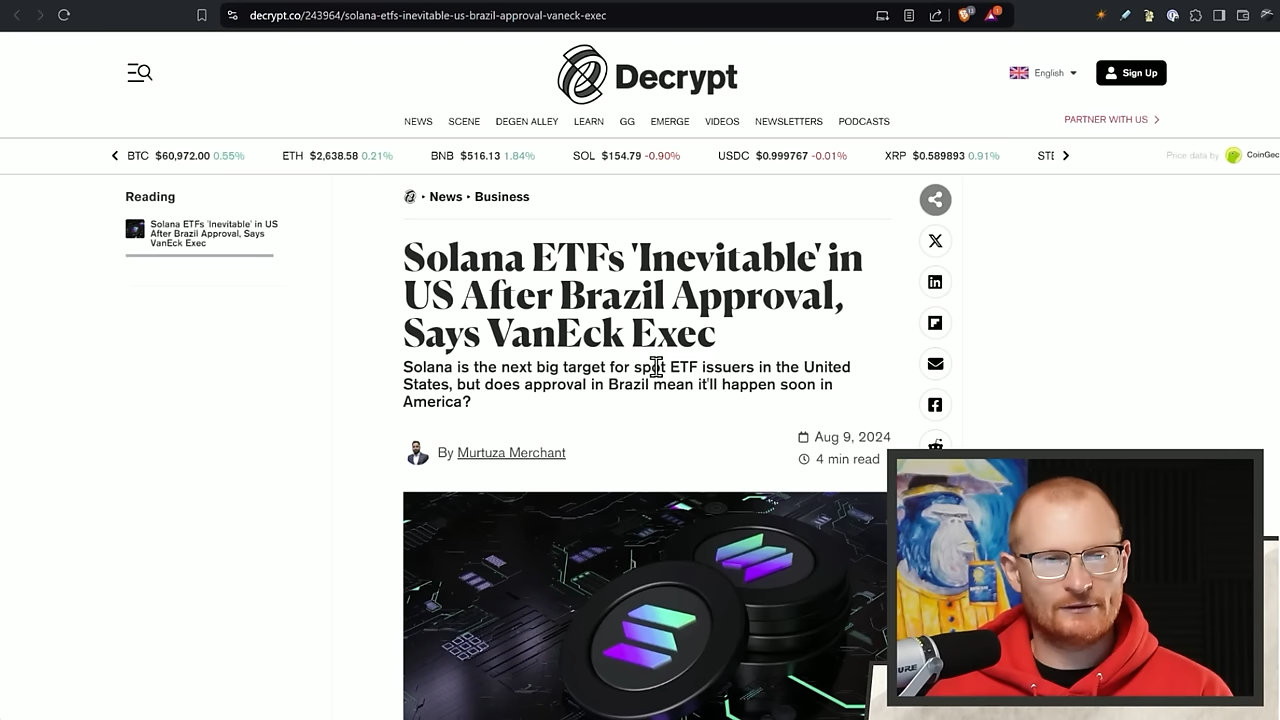 decrypt.co/243964/solana-etfs-inevitable-us-brazil-approval-vaneck-exec
11
1
Decrypt
English
Sign Up
NEWS SCENE DEGEN ALLEY LEARN GG EMERGE VIDEOS NEWSLETTERS PODCASTS
PARTNER WITH US
BTC $60,972.00 0.55% ETH $2,638.58 0.21% BNB $516.13 1.84% SOL $154.79 -0.90% USDC $0.999767 -0.01% XRP $0.589893 0.91%
Price data by CoinGec
Reading
Solana ETFs 'Inevitable' in US
After Brazil Approval, Says
VanEck Exec
News • Business
Solana ETFs 'Inevitable' in
US After Brazil Approval,
Says VanEck Exec
Solana is the next big target for spot ETF issuers in the United
States, but does approval in Brazil mean it'll happen soon in
America?
By Murtuza Merchant
Aug 9, 2024
4 min read